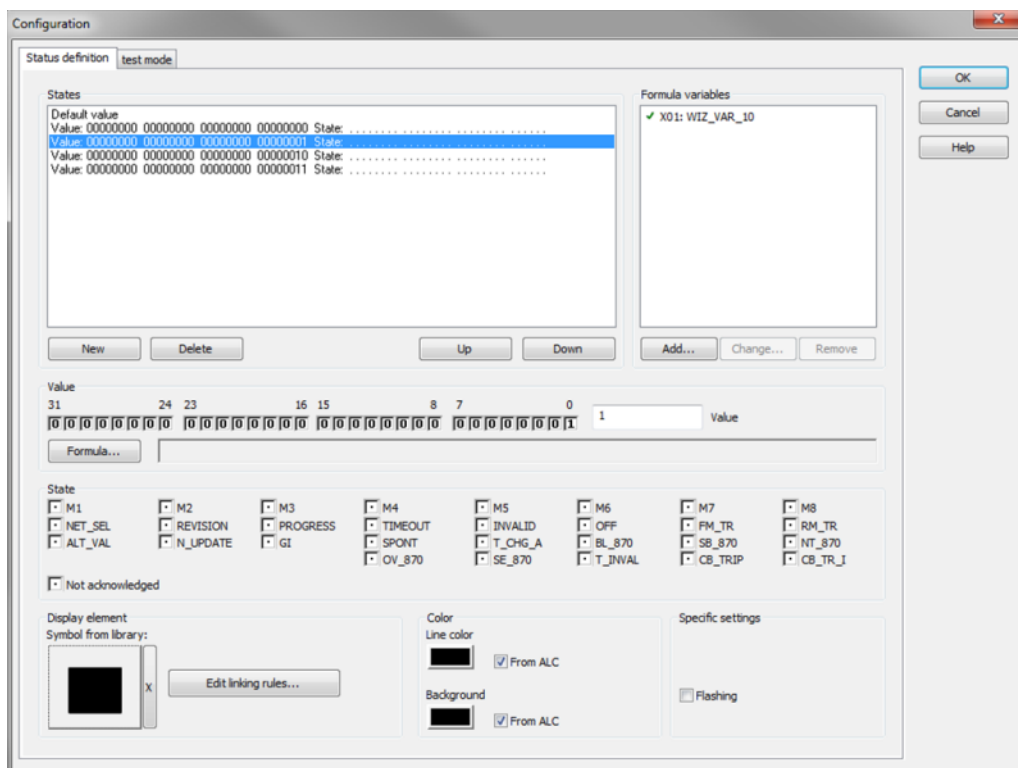 Configuration
Status definition test mode
States
Default value
Value: 00000000 00000000 00000000 00000000 State: . . . . . . . . . . . . . . . . . . . . . . . . . . . . . .
Value: 00000000 00000000 00000000 00000001 State: . . . . . . . . . . . . . . . . . . . . . . . . . . . . . .
Value: 00000000 00000000 00000000 00000010 State: . . . . . . . . . . . . . . . . . . . . . . . . . . . . . .
Value: 00000000 00000000 00000000 00000011 State: . . . . . . . . . . . . . . . . . . . . . . . . . . . . . .
New Delete Up Down
Formula variables
X01: WIZ_VAR_10
Add... Change... Remove
OK
Cancel
Help
Value
31 24 23 16 15 8 7 0
0 0 0 0 0 0 0 0 0 0 0 0 0 0 0 0 0 0 0 0 0 0 0 0 0 0 0 0 0 0 0 1 1 Value
Formula...
State
M1 M2 M3 M4 M5 M6 M7 M8
NET_SEL REVISION PROGRESS TIMEOUT INVALID OFF FM_TR RM_TR
ALT_VAL N_UPDATE GI SPONT T_CHG_A BL_870 SB_870 NT_870
OV_870 SE_870 T_INVAL CB_TRIP CB_TR_I
Not acknowledged
Display element
Symbol from library:
X
Edit linking rules...
Color
Line color
From ALC
Background
From ALC
Specific settings
Flashing